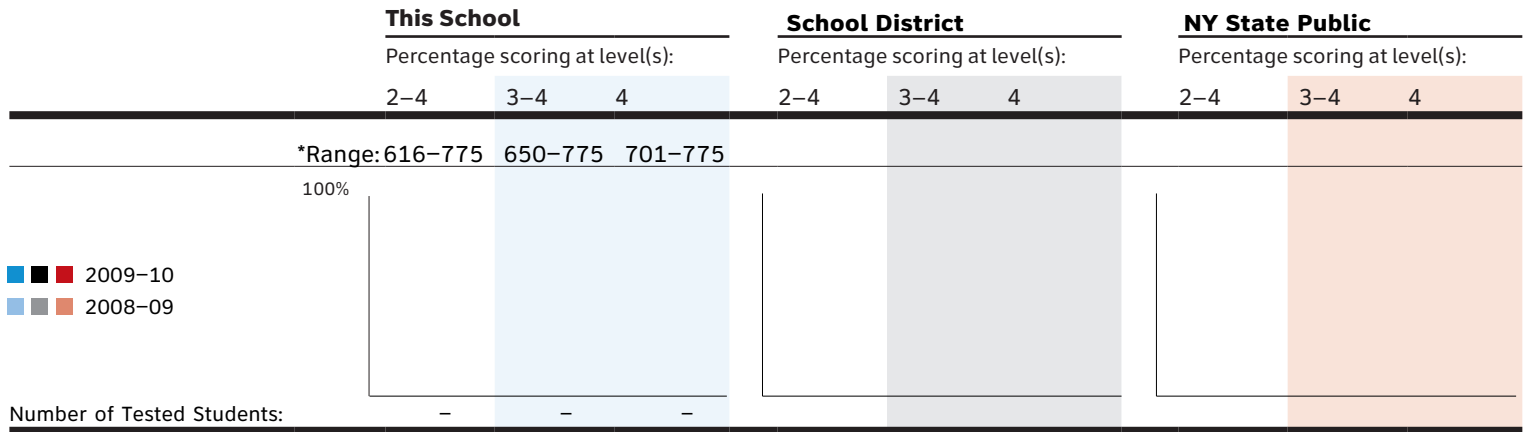 This School School District NY State Public
Percentage scoring at level(s): Percentage scoring at level(s): Percentage scoring at level(s):
2–4 3–4 4 2–4 3–4 4 2–4 3–4 4
*Range: 616–775 650–775 701–775
100%
2009–10
2008–09
Number of Tested Students: – – –